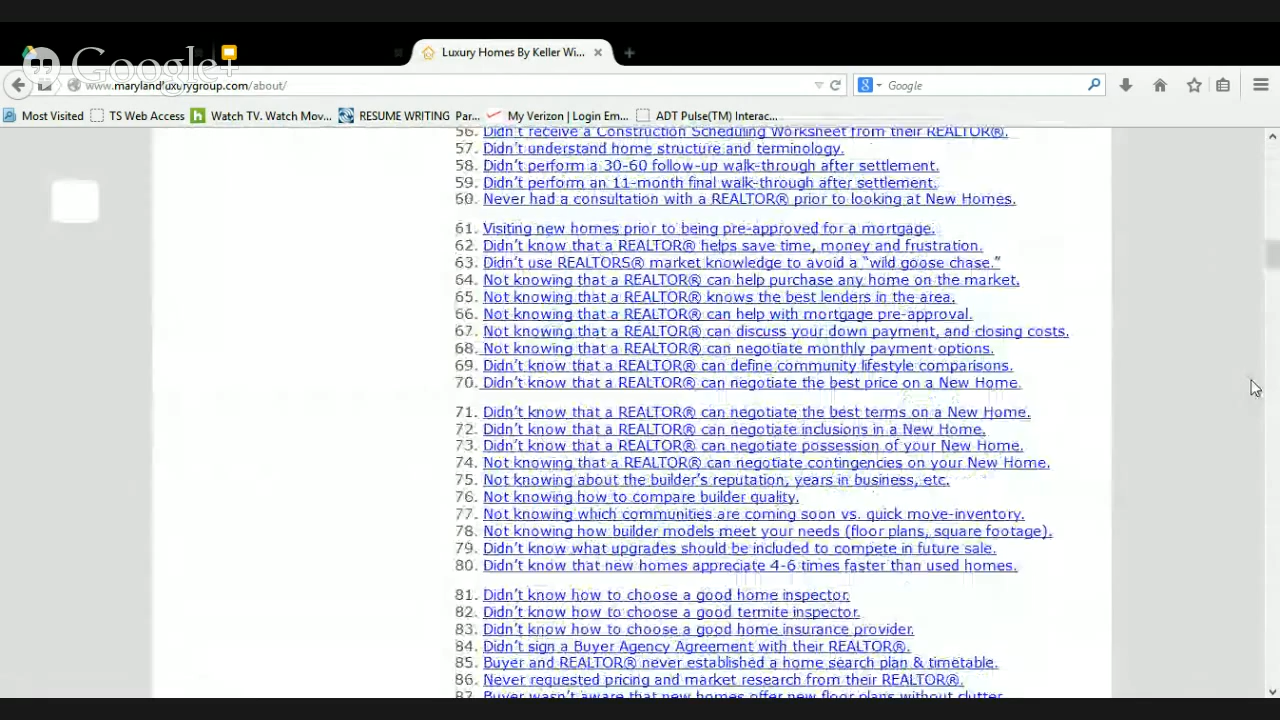 Google+
Luxury Homes By Keller Wi...
www.marylandluxurygroup.com/about/
Google
Most Visited
TS Web Access
Watch TV. Watch Mov...
RESUME WRITING Par...
My Verizon | Login Em...
ADT Pulse(TM) Interac...
56. Didn't receive a Construction Scheduling Worksheet from their REALTOR®.
57. Didn't understand home structure and terminology.
58. Didn't perform a 30-60 follow-up walk-through after settlement.
59. Didn't perform an 11-month final walk-through after settlement.
60. Never had a consultation with a REALTOR® prior to looking at New Homes.
61. Visiting new homes prior to being pre-approved for a mortgage.
62. Didn't know that a REALTOR® helps save time, money and frustration.
63. Didn't use REALTORS® market knowledge to avoid a “wild goose chase.”
64. Not knowing that a REALTOR® can help purchase any home on the market.
65. Not knowing that a REALTOR® knows the best lenders in the area.
66. Not knowing that a REALTOR® can help with mortgage pre-approval.
67. Not knowing that a REALTOR® can discuss your down payment, and closing costs.
68. Not knowing that a REALTOR® can negotiate monthly payment options.
69. Not knowing that a REALTOR® can define community lifestyle comparisons.
70. Didn't know that a REALTOR® can negotiate the best price on a New Home.
71. Didn't know that a REALTOR® can negotiate the best terms on a New Home.
72. Didn't know that a REALTOR® can negotiate inclusions in a New Home.
73. Didn't know that a REALTOR® can negotiate possession of your New Home.
74. Not knowing that a REALTOR® can negotiate contingencies on your New Home.
75. Not knowing about the builder's reputation, years in business, etc.
76. Not knowing how to compare builder quality.
77. Not knowing which communities are coming soon vs. quick move-inventory.
78. Not knowing how builder models meet your needs (floor plans, square footage).
79. Didn't know what upgrades should be included to compete in future sale.
80. Didn't know that new homes appreciate 4-6 times faster than used homes.
81. Didn't know how to choose a good home inspector.
82. Didn't know how to choose a good termite inspector.
83. Didn't know how to choose a good home insurance provider.
84. Didn't sign a Buyer Agency Agreement with their REALTOR®.
85. Buyer and REALTOR® never established a home search plan & timetable.
86. Never requested pricing and market research from their REALTOR®.
87. Buyer wasn't aware that new homes offer new floor plans without clutter.